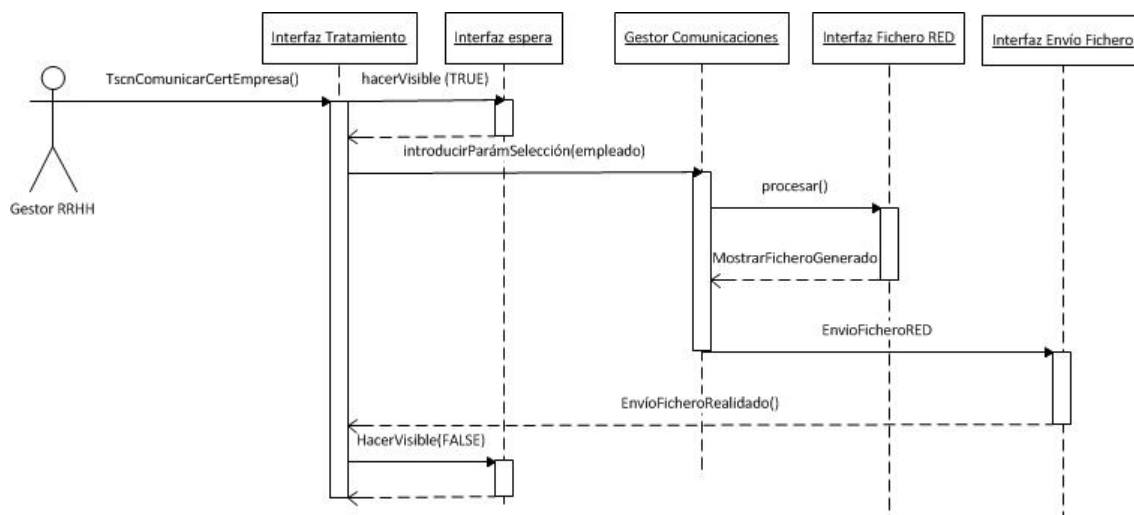 Interfaz Tratamiento
Interfaz espera
Gestor Comunicaciones
Interfaz Fichero RED
Interfaz Envío Fichero
TscnComunicarCertEmpresa()
hacerVisible (TRUE)
introducirParámSelección(empleado)
procesar()
Gestor RRHH
MostrarFicheroGenerado
EnvioFicheroRED
EnvíoFicheroRealidado()
HacerVisible(FALSE)